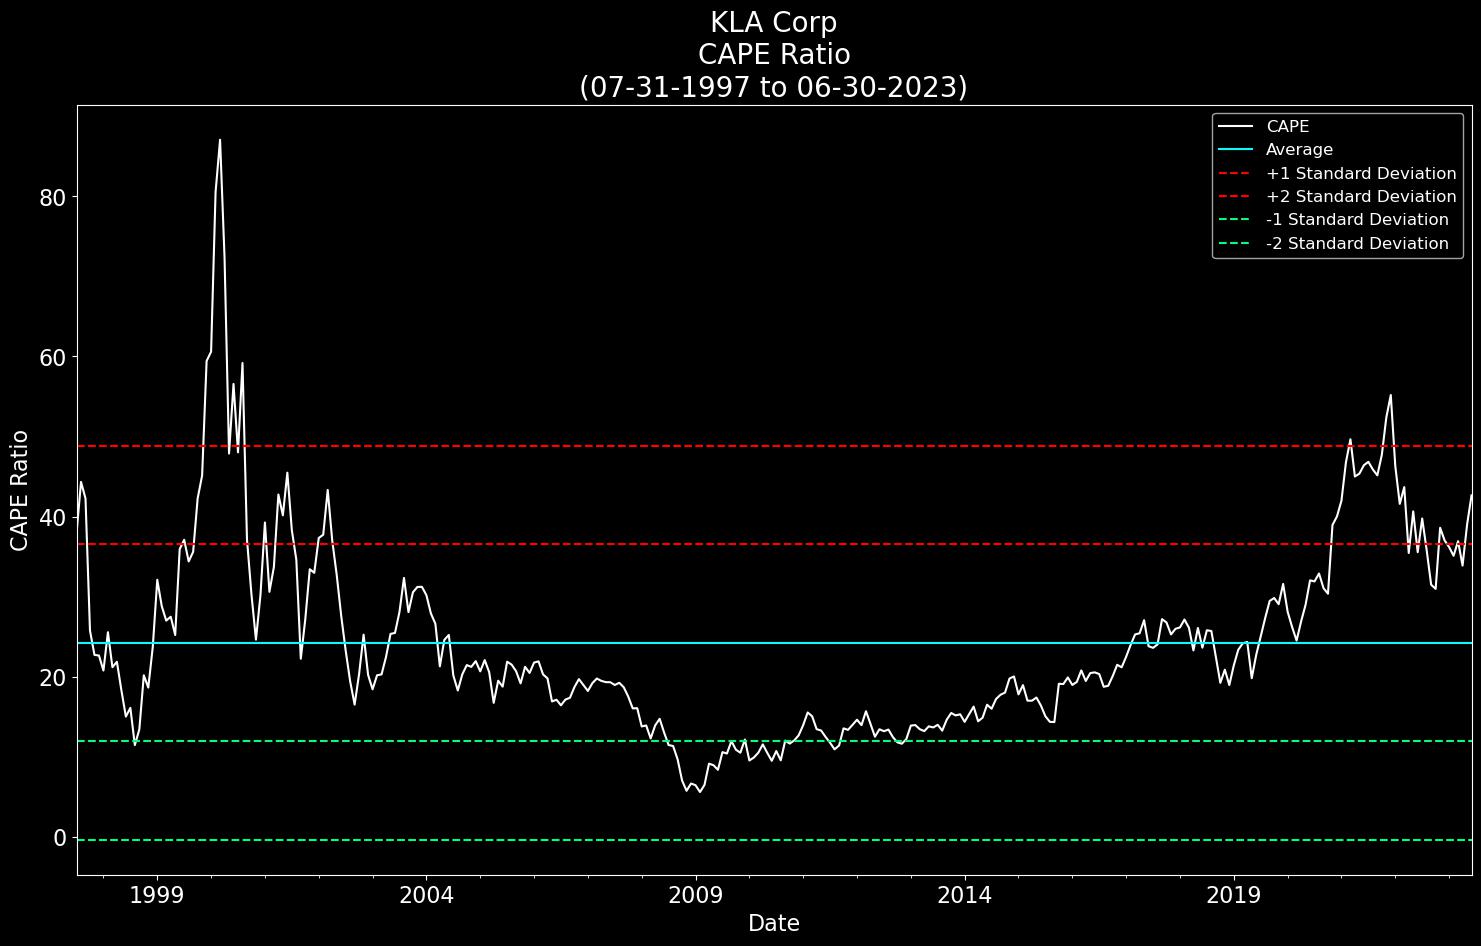 KLA Corp
CAPE Ratio
(07-31-1997 to 06-30-2023)
CAPE
Average
+1 Standard Deviation
+2 Standard Deviation
-1 Standard Deviation
-2 Standard Deviation
80
60
40
20
0
CAPE Ratio
1999
2004
2009
2014
2019
Date